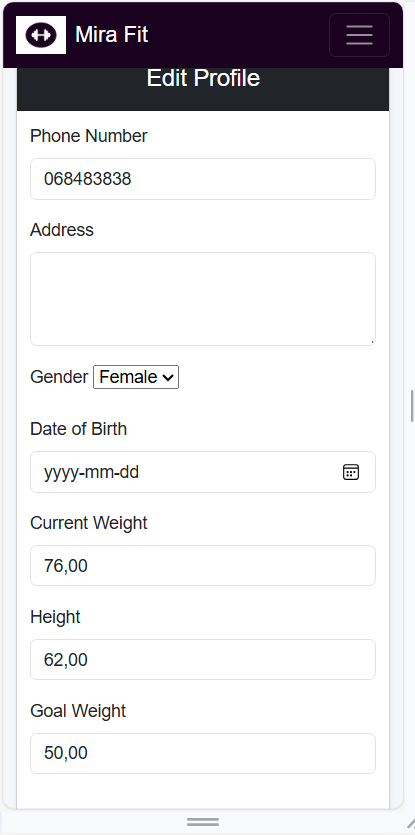 Mira Fit
Edit Profile
Phone Number
068483838
Address
Gender Female
Date of Birth
yyyy-mm-dd
Current Weight
76,00
Height
62,00
Goal Weight
50,00